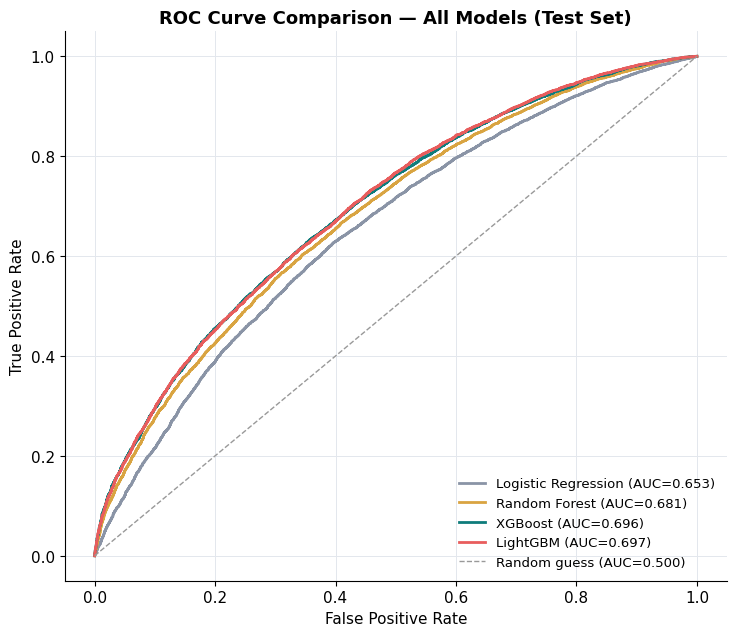 ROC Curve Comparison — All Models (Test Set)
True Positive Rate
1.0
0.8
0.6
0.4
0.2
0.0
Logistic Regression (AUC=0.653)
Random Forest (AUC=0.681)
XGBoost (AUC=0.696)
LightGBM (AUC=0.697)
Random guess (AUC=0.500)
0.0 0.2 0.4 0.6 0.8 1.0
False Positive Rate